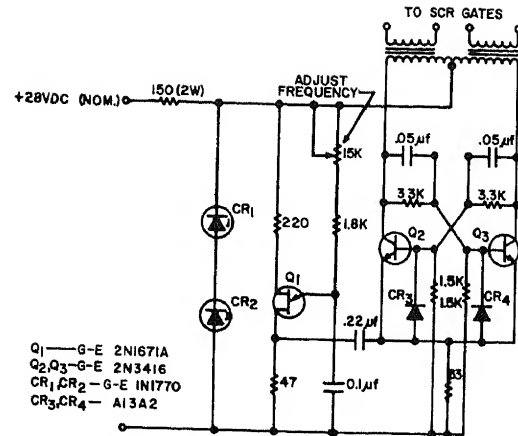 TO SCR GATES
ADJUST
FREQUENCY
+28VDC (NOM.)
150 (2W)
15K
.05µf
.05µf
3.3K
3.3K
CR1
220
1.8K
Q2
Q3
Q1
1.5K
1.5K
CR3
CR4
CR2
.22µf
47
0.1µf
33
Q1—G-E 2N1671A
Q2,Q3—G-E 2N3416
CR1,CR2—G-E 1N1770
CR3,CR4—A13A2